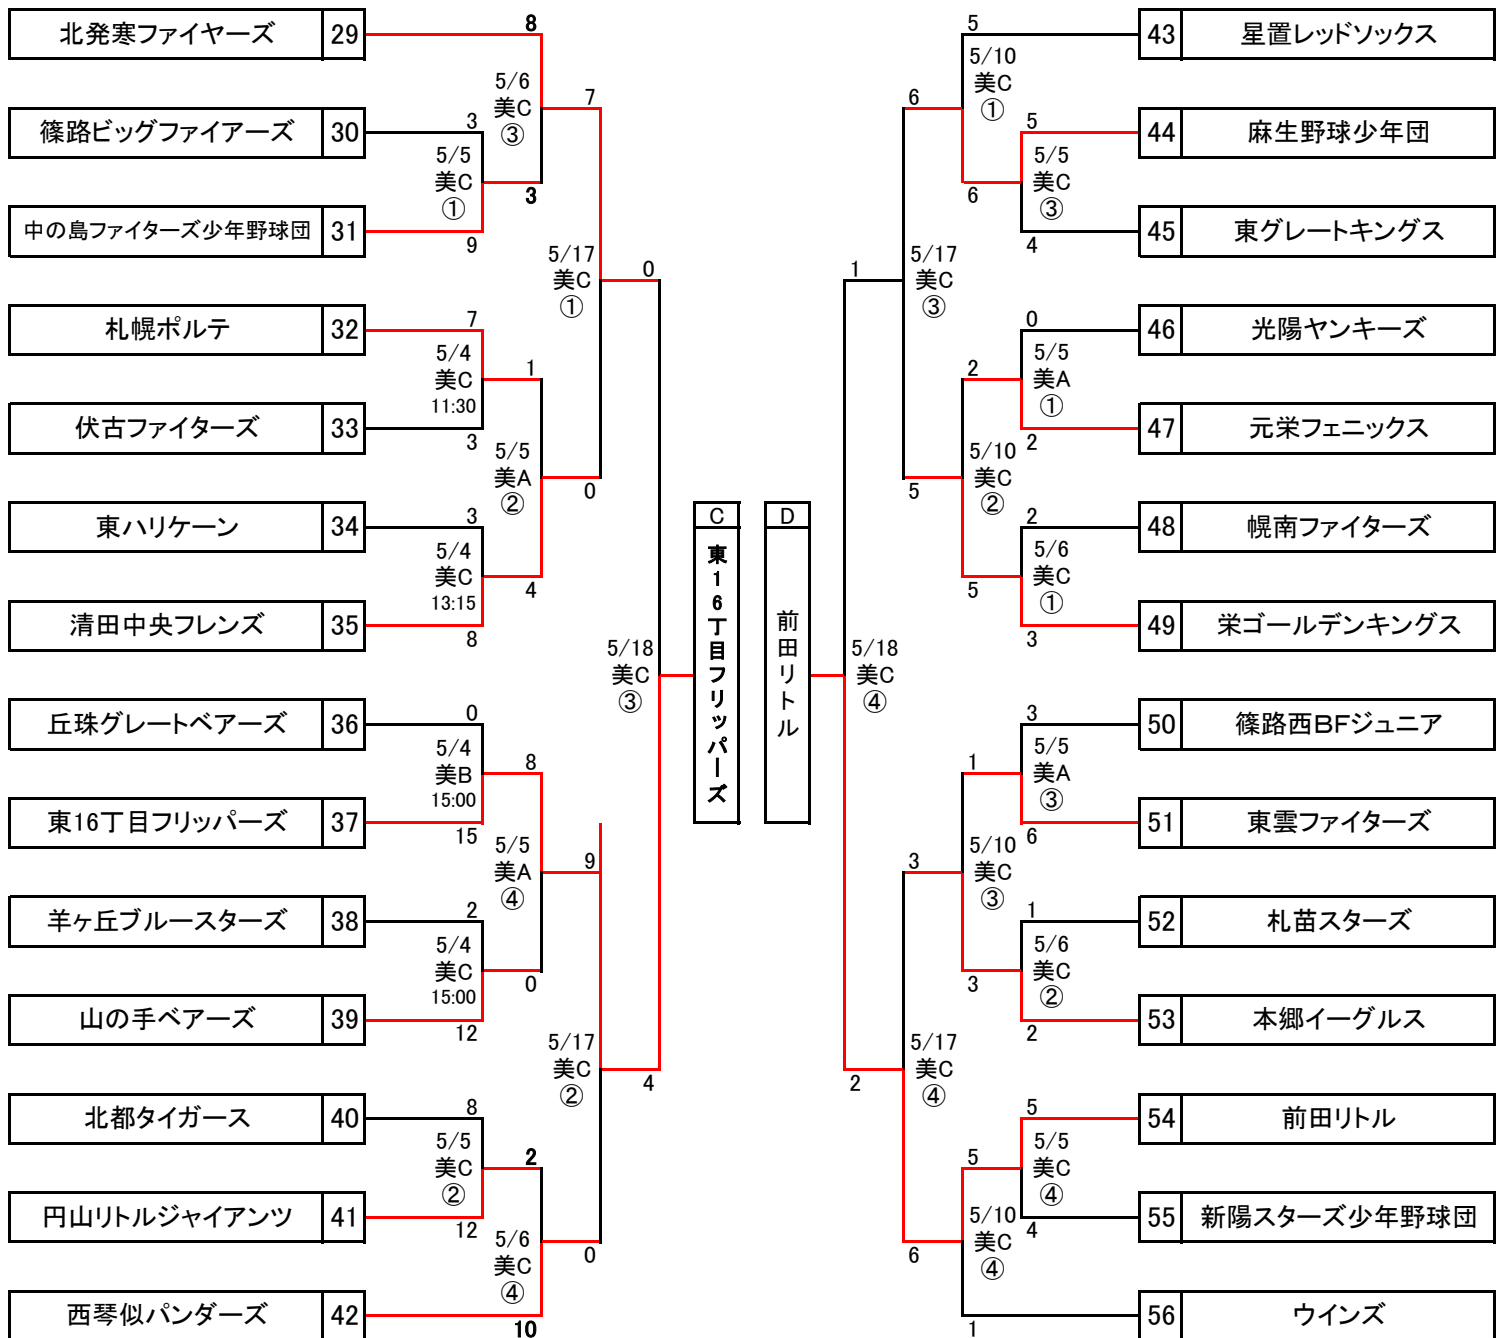 北発寒ファイヤーズ 29
8
5/6
美C
③
篠路ビッグファイアーズ 30
3
5/5
美C
①
3
中の島ファイターズ少年野球団 31
9
7
5/17
美C
①
札幌ポルテ 32
7
5/4
美C
11:30
1
伏古ファイターズ 33
3
5/5
美A
②
0
東ハリケーン 34
3
5/4
美C
13:15
4
清田中央フレンズ 35
8
0
5/18
美C
③
丘珠グレートベアーズ 36
0
5/4
美B
15:00
8
東16丁目フリッパーズ 37
15
5/5
美A
④
9
羊ヶ丘ブルースターズ 38
2
5/4
美C
15:00
0
山の手ベアーズ 39
12
5/17
美C
②
4
北都タイガース 40
8
5/5
美C
②
2
円山リトルジャイアンツ 41
12
5/6
美C
④
0
西琴似パンダーズ 42
10
C
東16丁目フリッパーズ
D
前田リトル
5
43 星置レッドソックス
5/10
美C
①
6
5
44 麻生野球少年団
5/5
美C
③
6
4
45 東グレートキングス
1
5/17
美C
③
0
46 光陽ヤンキーズ
5/5
美A
①
2
2
47 元栄フェニックス
5/10
美C
②
5
2
48 幌南ファイターズ
5/6
美C
①
5
3
49 栄ゴールデンキングス
5/18
美C
④
3
50 篠路西BFジュニア
5/5
美A
③
1
6
51 東雲ファイターズ
3
5/10
美C
③
1
52 札苗スターズ
5/6
美C
②
3
2
53 本郷イーグルス
2
5/17
美C
④
5
54 前田リトル
5/5
美C
④
5
4
55 新陽スターズ少年野球団
5/10
美C
④
6
1
56 ウインズ